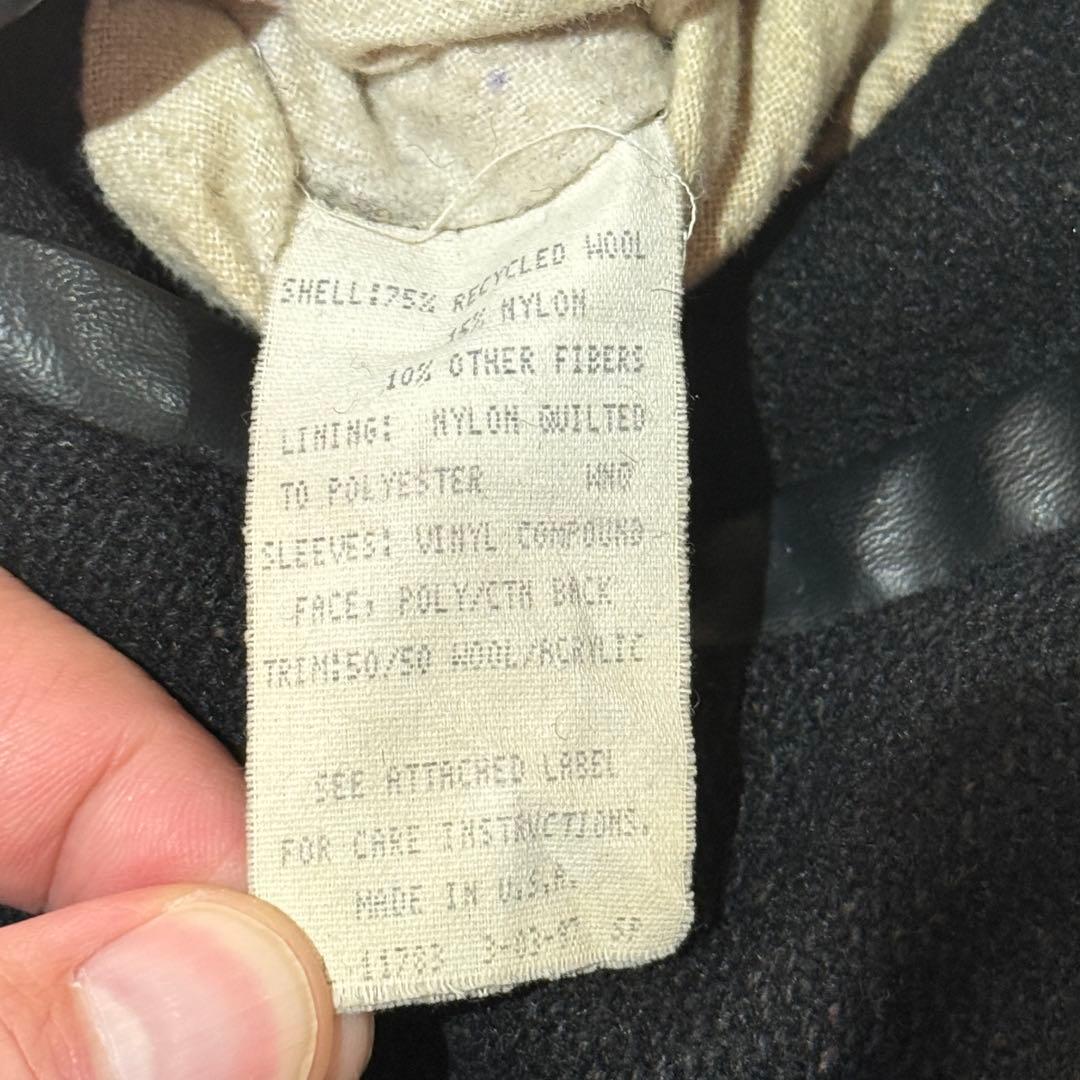 SHELL:75% RECYCLED WOOL
15% NYLON
10% OTHER FIBERS
LINING: NYLON QUILTED
TO POLYESTER
SLEEVES: VINYL COMPOUND
FACE, POLY/CTN BACK
TRIM:50/50 WOOL/ACRYLIC
SEE ATTACHED LABEL
FOR CARE INSTRUCTIONS.
MADE IN U.S.A.